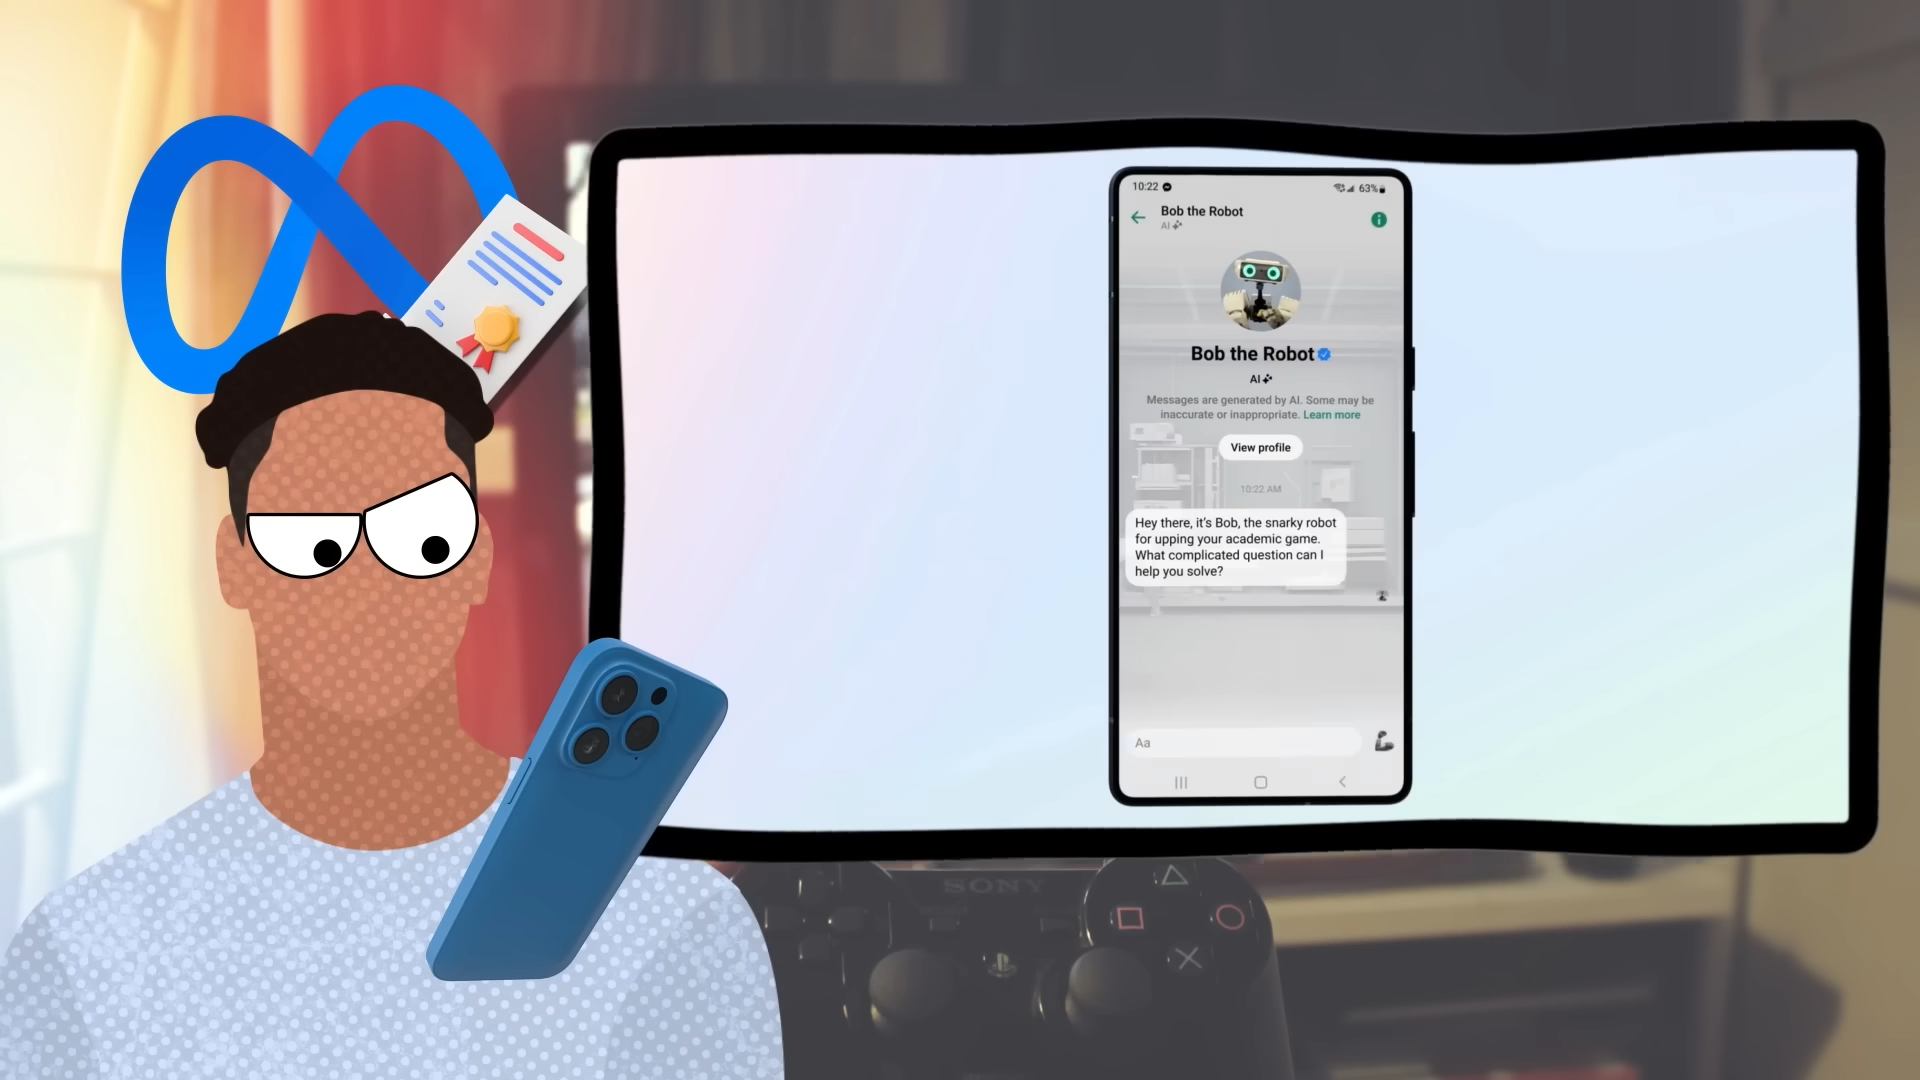 10:22
63%
Bob the Robot
AI
Bob the Robot
AI
Messages are generated by AI. Some may be
inaccurate or inappropriate. Learn more
View profile
10:22 AM
Hey there, it's Bob, the snarky robot
for upping your academic game.
What complicated question can I
help you solve?
Aa
SONY